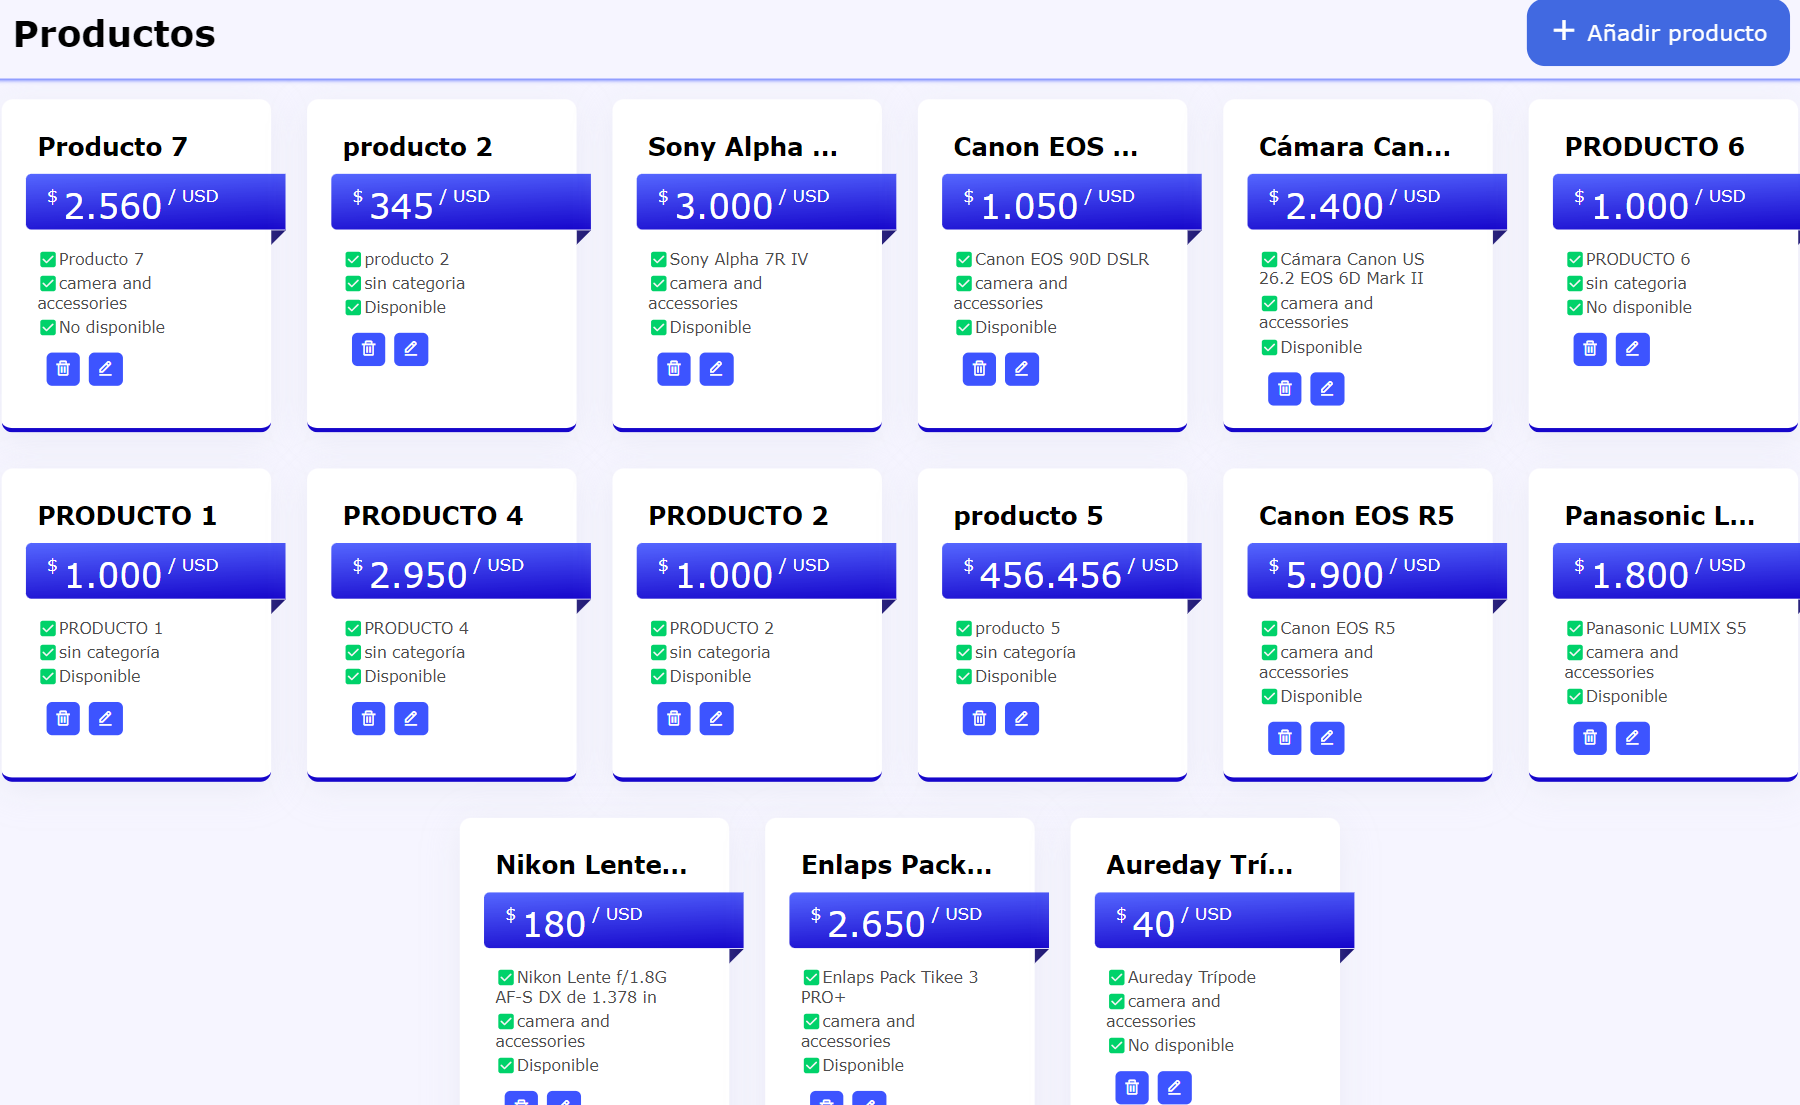 Productos
+ Añadir producto
Producto 7
$ 2.560 / USD
Producto 7
camera and
accessories
No disponible
producto 2
$ 345 / USD
producto 2
sin categoria
Disponible
Sony Alpha ...
$ 3.000 / USD
Sony Alpha 7R IV
camera and
accessories
Disponible
Canon EOS ...
$ 1.050 / USD
Canon EOS 90D DSLR
camera and
accessories
Disponible
Cámara Can...
$ 2.400 / USD
Cámara Canon US
26.2 EOS 6D Mark II
camera and
accessories
Disponible
PRODUCTO 6
$ 1.000 / USD
PRODUCTO 6
sin categoria
No disponible
PRODUCTO 1
$ 1.000 / USD
PRODUCTO 1
sin categoría
Disponible
PRODUCTO 4
$ 2.950 / USD
PRODUCTO 4
sin categoría
Disponible
PRODUCTO 2
$ 1.000 / USD
PRODUCTO 2
sin categoria
Disponible
producto 5
$ 456.456 / USD
producto 5
sin categoría
Disponible
Canon EOS R5
$ 5.900 / USD
Canon EOS R5
camera and
accessories
Disponible
Panasonic L...
$ 1.800 / USD
Panasonic LUMIX S5
camera and
accessories
Disponible
Nikon Lente...
$ 180 / USD
Nikon Lente f/1.8G
AF-S DX de 1.378 in
camera and
accessories
Disponible
Enlaps Pack...
$ 2.650 / USD
Enlaps Pack Tikee 3
PRO+
camera and
accessories
Disponible
Aureday Trí...
$ 40 / USD
Aureday Trípode
camera and
accessories
No disponible